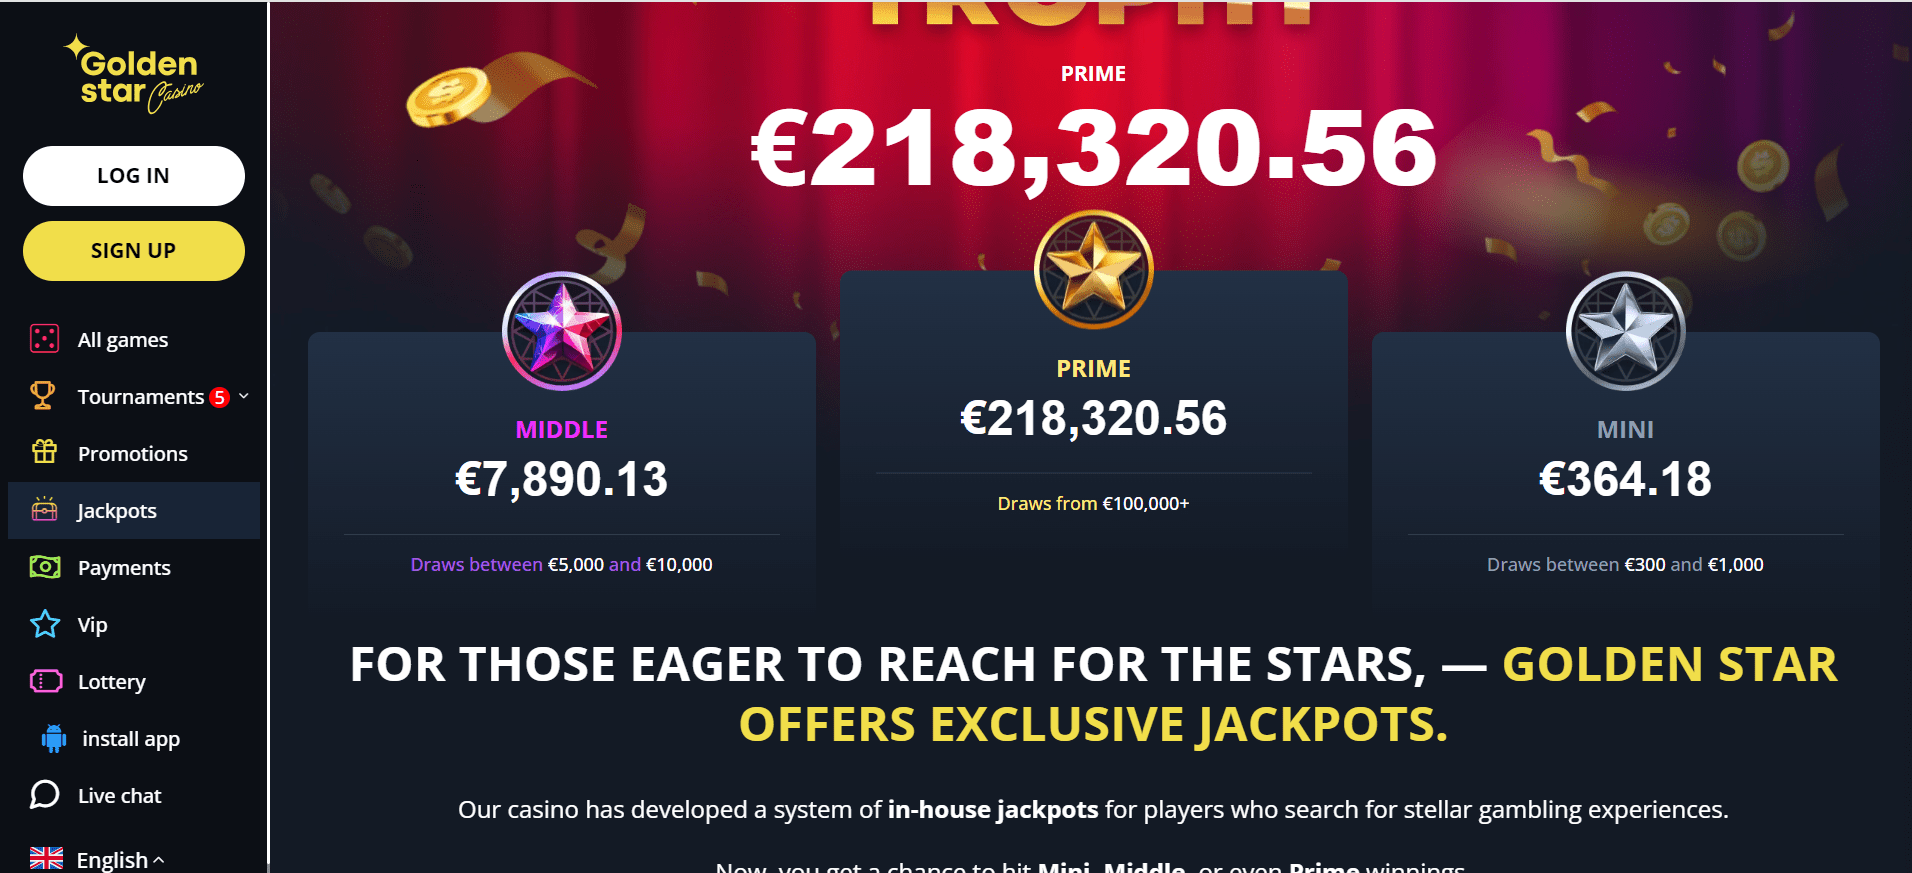 Golden
star Casino
LOG IN
SIGN UP
All games
Tournaments 5
Promotions
Jackpots
Payments
Vip
Lottery
install app
Live chat
English
TROPHY
PRIME
€218,320.56
MIDDLE
€7,890.13
Draws between €5,000 and €10,000
PRIME
€218,320.56
Draws from €100,000+
MINI
€364.18
Draws between €300 and €1,000
FOR THOSE EAGER TO REACH FOR THE STARS, — GOLDEN STAR
OFFERS EXCLUSIVE JACKPOTS.
Our casino has developed a system of in-house jackpots for players who search for stellar gambling experiences.
Now, you get a chance to hit Mini, Middle, or even Prime winnings